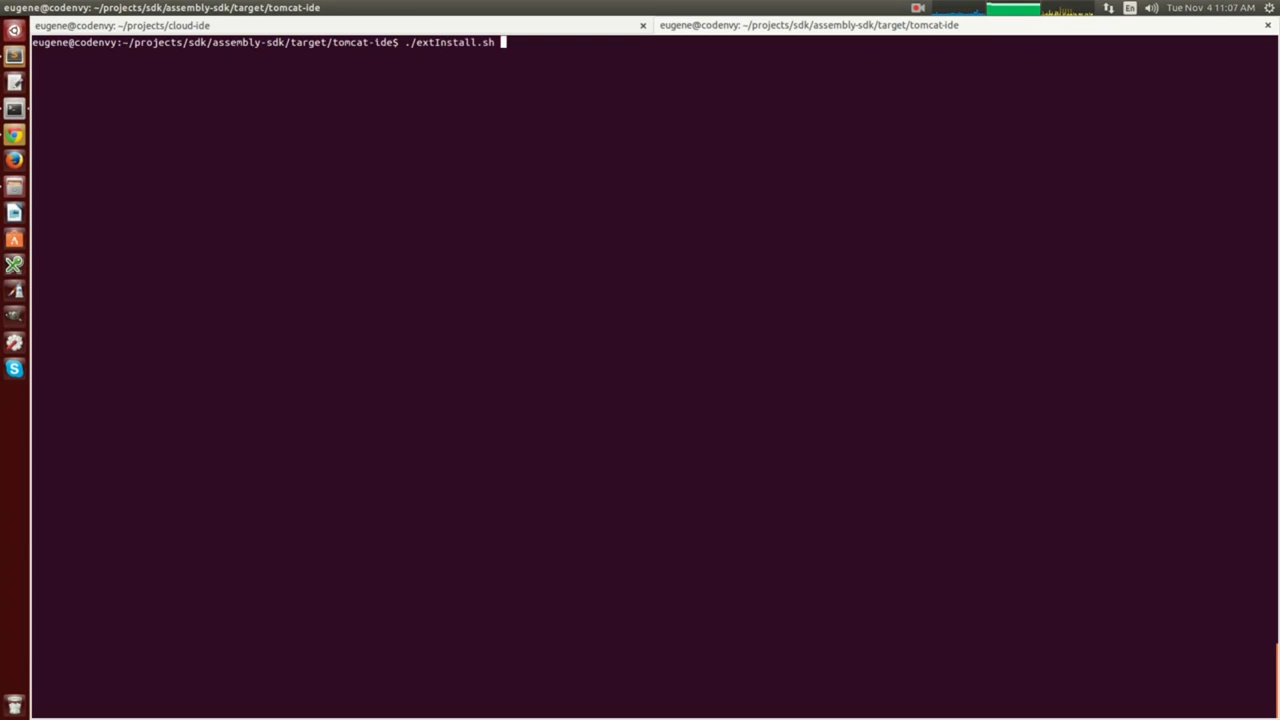 eugene@codenvy: ~/projects/sdk/assembly-sdk/target/tomcat-ide
En
Tue Nov 4 11:07 AM
eugene@codenvy: ~/projects/cloud-ide
eugene@codenvy: ~/projects/sdk/assembly-sdk/target/tomcat-ide
eugene@codenvy:~/projects/sdk/assembly-sdk/target/tomcat-ide$ ./extInstall.sh